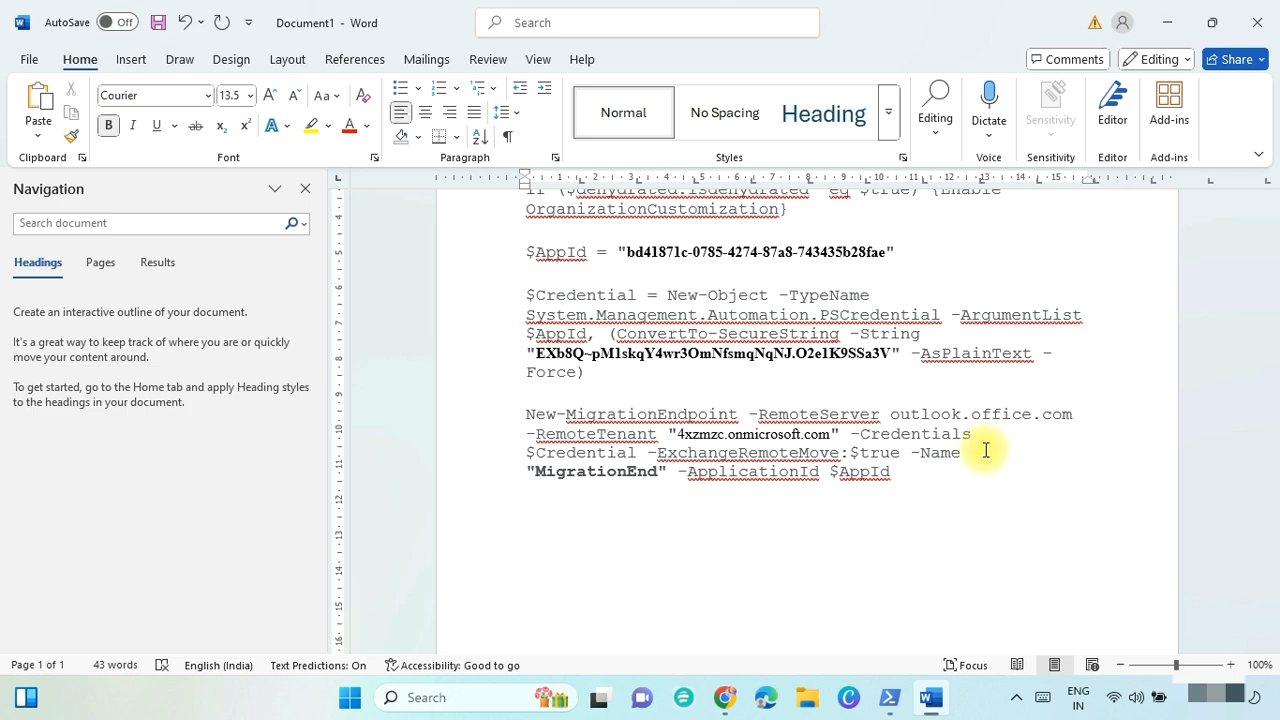 AutoSave Off Document1 - Word Search
File Home Insert Draw Design Layout References Mailings Review View Help Comments Editing Share
Paste Courier 13.5 Aa Normal No Spacing Heading Editing Dictate Sensitivity Editor Add-ins
Clipboard Font Paragraph Styles Voice Sensitivity Editor Add-ins
Navigation
Search document
Headings Pages Results
Create an interactive outline of your document.
It's a great way to keep track of where you are or quickly
move your content around.
To get started, go to the Home tab and apply Heading styles
to the headings in your document.
if ($dehydrated.isdehydrated -eq $true) {Enable-
OrganizationCustomization}
$AppId = "bd41871c-0785-4274-87a8-743435b28fae"
$Credential = New-Object -TypeName
System.Management.Automation.PSCredential -ArgumentList
$AppId, (ConvertTo-SecureString -String
"EXb8Q~pM1skqY4wr3OmNfsmqNqNJ.O2e1K9SSa3V" -AsPlainText -
Force)
New-MigrationEndpoint -RemoteServer outlook.office.com
-RemoteTenant "4xzmzc.onmicrosoft.com" -Credentials
$Credential -ExchangeRemoteMove:$true -Name
"MigrationEnd" -ApplicationId $AppId
Page 1 of 1 43 words English (India) Text Predictions: On Accessibility: Good to go Focus 100%
Search ENG
IN